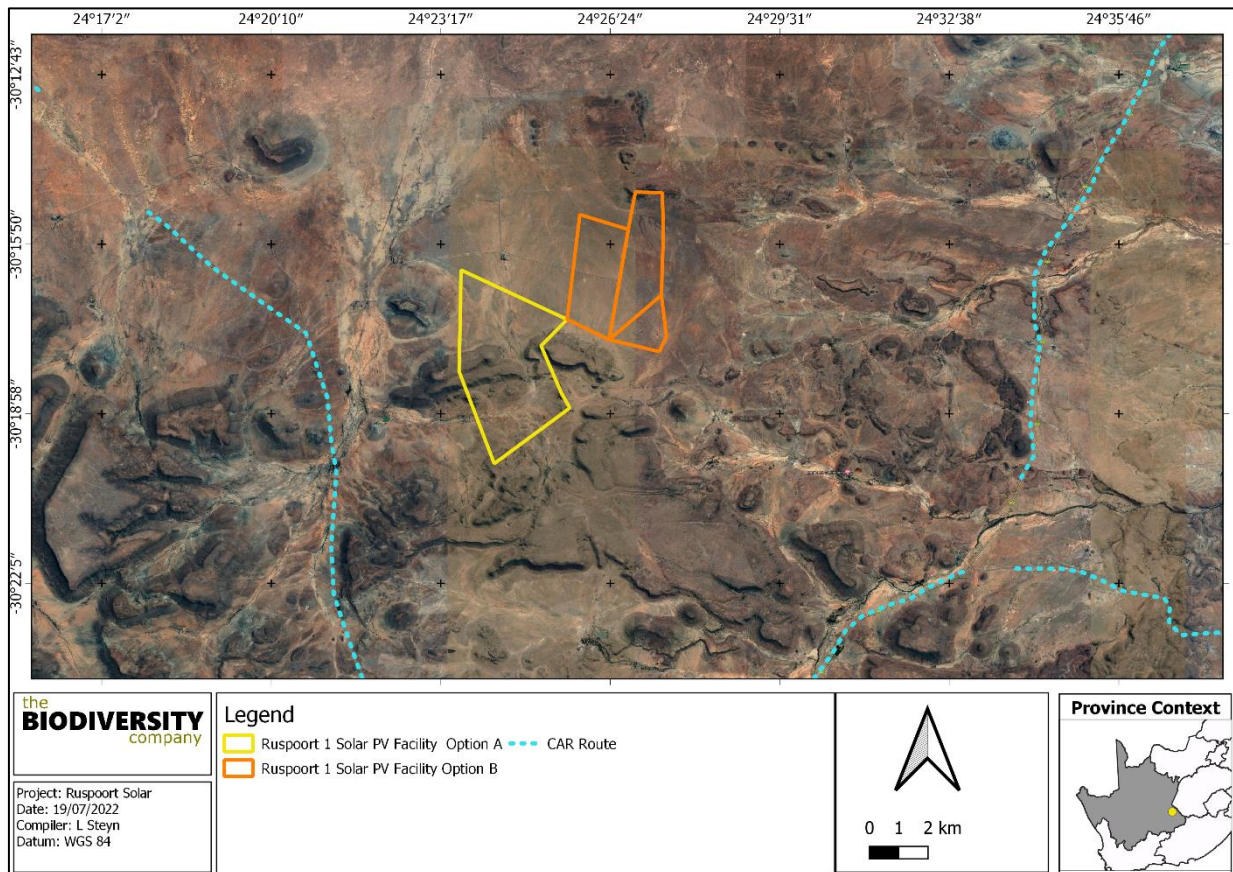 24°17′2″ 24°20′10″ 24°23′17″ 24°26′24″ 24°29′31″ 24°32′38″ 24°35′46″
-30°12′43″
-30°15′50″
-30°18′58″
-30°22′5″
the
BIODIVERSITY
company
Project: Ruspoort Solar
Date: 19/07/2022
Compiler: L Steyn
Datum: WGS 84
Legend
Ruspoort 1 Solar PV Facility Option A CAR Route
Ruspoort 1 Solar PV Facility Option B
0 1 2 km
Province Context